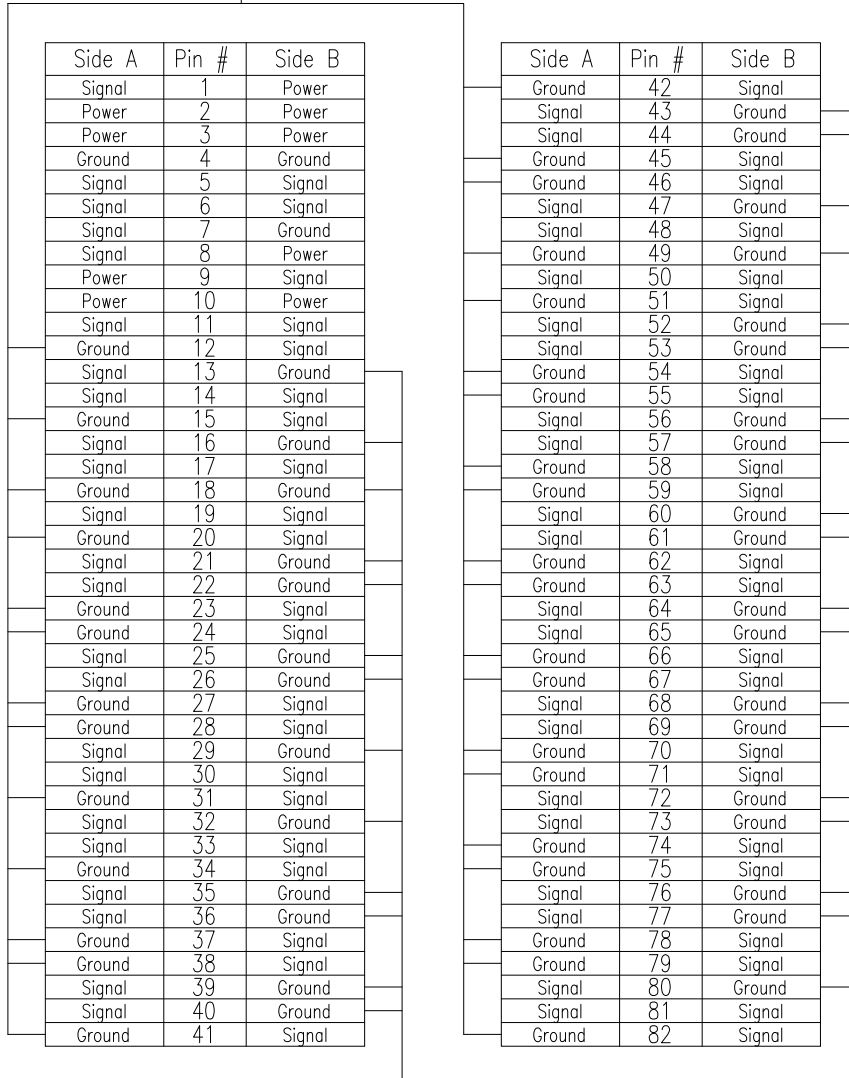 Side A Pin # Side B
Signal 1 Power
Power 2 Power
Power 3 Power
Ground 4 Ground
Signal 5 Signal
Signal 6 Signal
Signal 7 Ground
Signal 8 Power
Power 9 Signal
Power 10 Power
Signal 11 Signal
Ground 12 Signal
Signal 13 Ground
Signal 14 Signal
Ground 15 Signal
Signal 16 Ground
Signal 17 Signal
Ground 18 Ground
Signal 19 Signal
Ground 20 Signal
Signal 21 Ground
Signal 22 Ground
Ground 23 Signal
Ground 24 Signal
Signal 25 Ground
Signal 26 Ground
Ground 27 Signal
Ground 28 Signal
Signal 29 Ground
Signal 30 Signal
Ground 31 Signal
Signal 32 Ground
Signal 33 Signal
Ground 34 Signal
Signal 35 Ground
Signal 36 Ground
Ground 37 Signal
Ground 38 Signal
Signal 39 Ground
Signal 40 Ground
Ground 41 Signal
Side A Pin # Side B
Ground 42 Signal
Signal 43 Ground
Signal 44 Ground
Ground 45 Signal
Ground 46 Signal
Signal 47 Ground
Signal 48 Signal
Ground 49 Ground
Signal 50 Signal
Ground 51 Signal
Signal 52 Ground
Signal 53 Ground
Ground 54 Signal
Ground 55 Signal
Signal 56 Ground
Signal 57 Ground
Ground 58 Signal
Ground 59 Signal
Signal 60 Ground
Signal 61 Ground
Ground 62 Signal
Ground 63 Signal
Signal 64 Ground
Signal 65 Ground
Ground 66 Signal
Ground 67 Signal
Signal 68 Ground
Signal 69 Ground
Ground 70 Signal
Ground 71 Signal
Signal 72 Ground
Signal 73 Ground
Ground 74 Signal
Ground 75 Signal
Signal 76 Ground
Signal 77 Ground
Ground 78 Signal
Ground 79 Signal
Signal 80 Ground
Signal 81 Signal
Ground 82 Signal